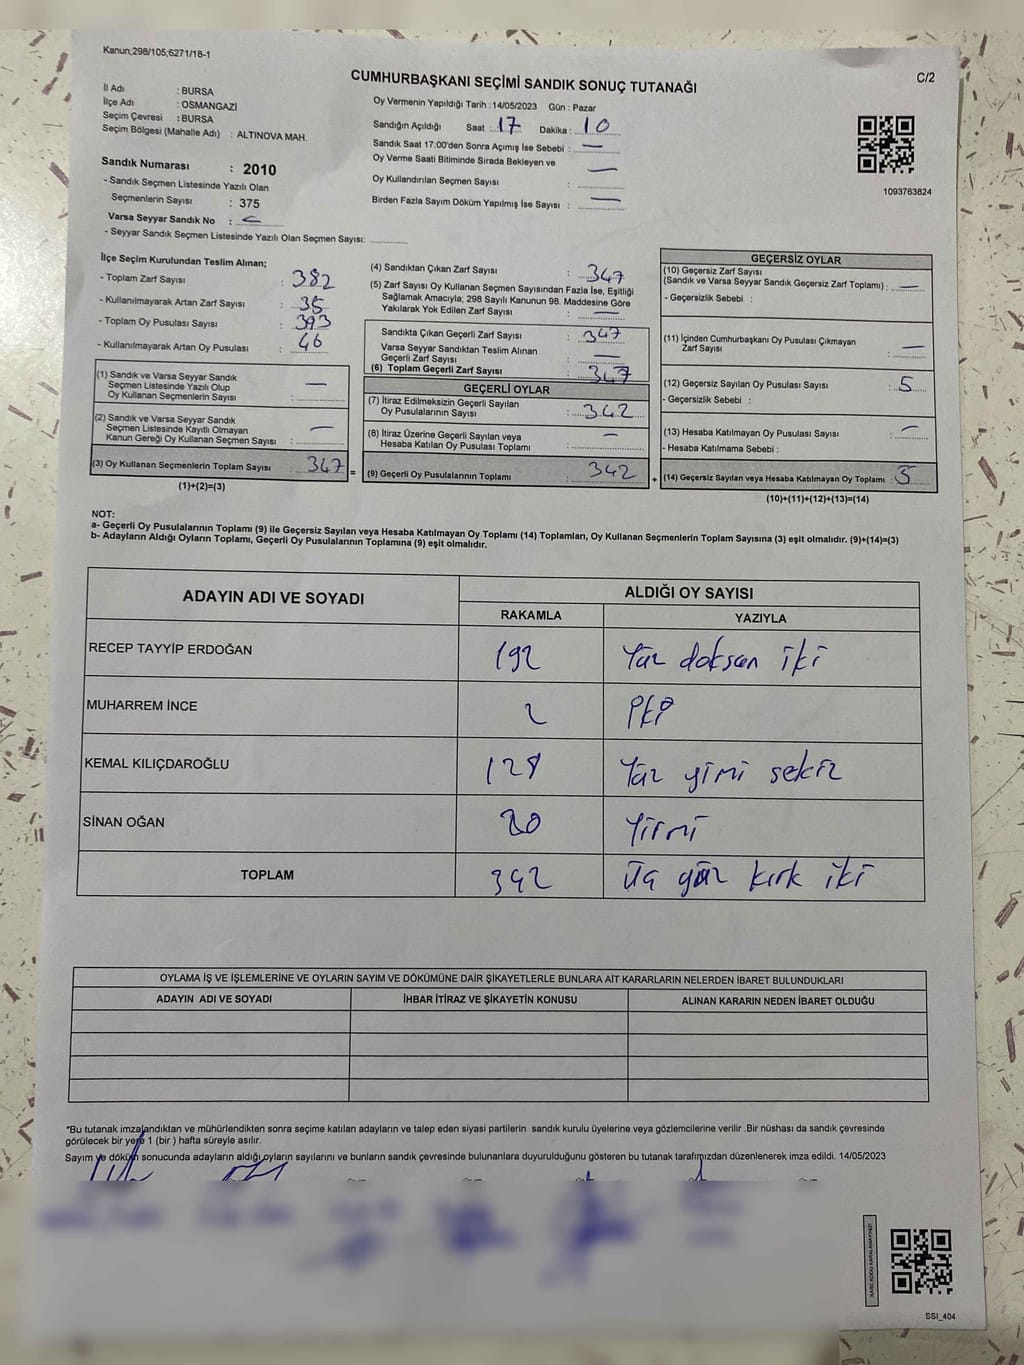 Kanun;298/105;6271/18-1
C/2
CUMHURBAŞKANI SEÇİMİ SANDIK SONUÇ TUTANAĞI
İl Adı : BURSA
İlçe Adı : OSMANGAZİ
Seçim Çevresi : BURSA
Seçim Bölgesi (Mahalle Adı) : ALTINOVA MAH.
Sandık Numarası : 2010
- Sandık Seçmen Listesinde Yazılı Olan
Seçmenlerin Sayısı : 375
Varsa Seyyar Sandık No :
- Seyyar Sandık Seçmen Listesinde Yazılı Olan Seçmen Sayısı: ............
Oy Vermenin Yapıldığı Tarih : 14/05/2023 Gün : Pazar
Sandığın Açıldığı Saat : 17 Dakika : 10
Sandık Saat 17:00'den Sonra Açımış İse Sebebi : —
Oy Verme Saati Bitiminde Sırada Bekleyen ve —
Oy Kullandırılan Seçmen Sayısı : ............
Birden Fazla Sayım Döküm Yapılmış İse Sayısı : —
1093763824
İlçe Seçim Kurulundan Teslim Alınan;
- Toplam Zarf Sayısı : 382
- Kullanılmayarak Artan Zarf Sayısı : 35
- Toplam Oy Pusulası Sayısı : 393
- Kullanılmayarak Artan Oy Pusulası : 46
(1) Sandık ve Varsa Seyyar Sandık
Seçmen Listesinde Yazılı Olup —
Oy Kullanan Seçmenlerin Sayısı :
(2) Sandık ve Varsa Seyyar Sandık
Seçmen Listesinde Kayıtlı Olmayan —
Kanun Gereği Oy Kullanan Seçmen Sayısı :
(3) Oy Kullanan Seçmenlerin Toplam Sayısı : 347
(1)+(2)=(3)
=
(4) Sandıktan Çıkan Zarf Sayısı : 347
(5) Zarf Sayısı Oy Kullanan Seçmen Sayısından Fazla İse, Eşitliği
Sağlamak Amacıyla; 298 Sayılı Kanunun 98. Maddesine Göre
Yakılarak Yok Edilen Zarf Sayısı : —
Sandıkta Çıkan Geçerli Zarf Sayısı : 347
Varsa Seyyar Sandıktan Teslim Alınan
Geçerli Zarf Sayısı : —
(6) Toplam Geçerli Zarf Sayısı : 347
GEÇERLİ OYLAR
(7) İtiraz Edilmeksizin Geçerli Sayılan
Oy Pusulalarının Sayısı : 342
(8) İtiraz Üzerine Geçerli Sayılan veya —
Hesaba Katılan Oy Pusulası Toplamı :
(9) Geçerli Oy Pusulalarının Toplamı : 342
+
GEÇERSİZ OYLAR
(10) Geçersiz Zarf Sayısı
(Sandık ve Varsa Seyyar Sandık Geçersiz Zarf Toplamı) : —
- Geçersizlik Sebebi :
(11) İçinden Cumhurbaşkanı Oy Pusulası Çıkmayan
Zarf Sayısı : —
(12) Geçersiz Sayılan Oy Pusulası Sayısı : 5
- Geçersizlik Sebebi :
(13) Hesaba Katılmayan Oy Pusulası Sayısı : —
- Hesaba Katılmama Sebebi :
(14) Geçersiz Sayılan veya Hesaba Katılmayan Oy Toplamı : 5
(10)+(11)+(12)+(13)=(14)
NOT:
a- Geçerli Oy Pusulalarının Toplamı (9) ile Geçersiz Sayılan veya Hesaba Katılmayan Oy Toplamı (14) Toplamları, Oy Kullanan Seçmenlerin Toplam Sayısına (3) eşit olmalıdır. (9)+(14)=(3)
b- Adayların Aldığı Oyların Toplamı, Geçerli Oy Pusulalarının Toplamına (9) eşit olmalıdır.
ADAYIN ADI VE SOYADI ALDIĞI OY SAYISI
RAKAMLA YAZIYLA
RECEP TAYYİP ERDOĞAN 192 Yüz doksan iki
MUHARREM İNCE 2 İki
KEMAL KILIÇDAROĞLU 128 Yüz yimi sekiz
SİNAN OĞAN 20 Yirmi
TOPLAM 342 Üç yüz kırk iki
OYLAMA İŞ VE İŞLEMLERİNE VE OYLARIN SAYIM VE DÖKÜMÜNE DAİR ŞİKAYETLERLE BUNLARA AİT KARARLARIN NELERDEN İBARET BULUNDUKLARI
ADAYIN ADI VE SOYADI İHBAR İTİRAZ VE ŞİKAYETİN KONUSU ALINAN KARARIN NEDEN İBARET OLDUĞU
*Bu tutanak imzalandıktan ve mühürlendikten sonra seçime katılan adayların ve talep eden siyasi partilerin sandık kurulu üyelerine veya gözlemcilerine verilir .Bir nüshası da sandık çevresinde
görülecek bir yere 1 (bir ) hafta süreyle asılır.
Sayım ve döküm sonucunda adayların aldığı oyların sayılarını ve bunların sandık çevresinde bulunanlara duyurulduğunu gösteren bu tutanak tarafımızdan düzenlenerek imza edildi. 14/05/2023
SSI_404